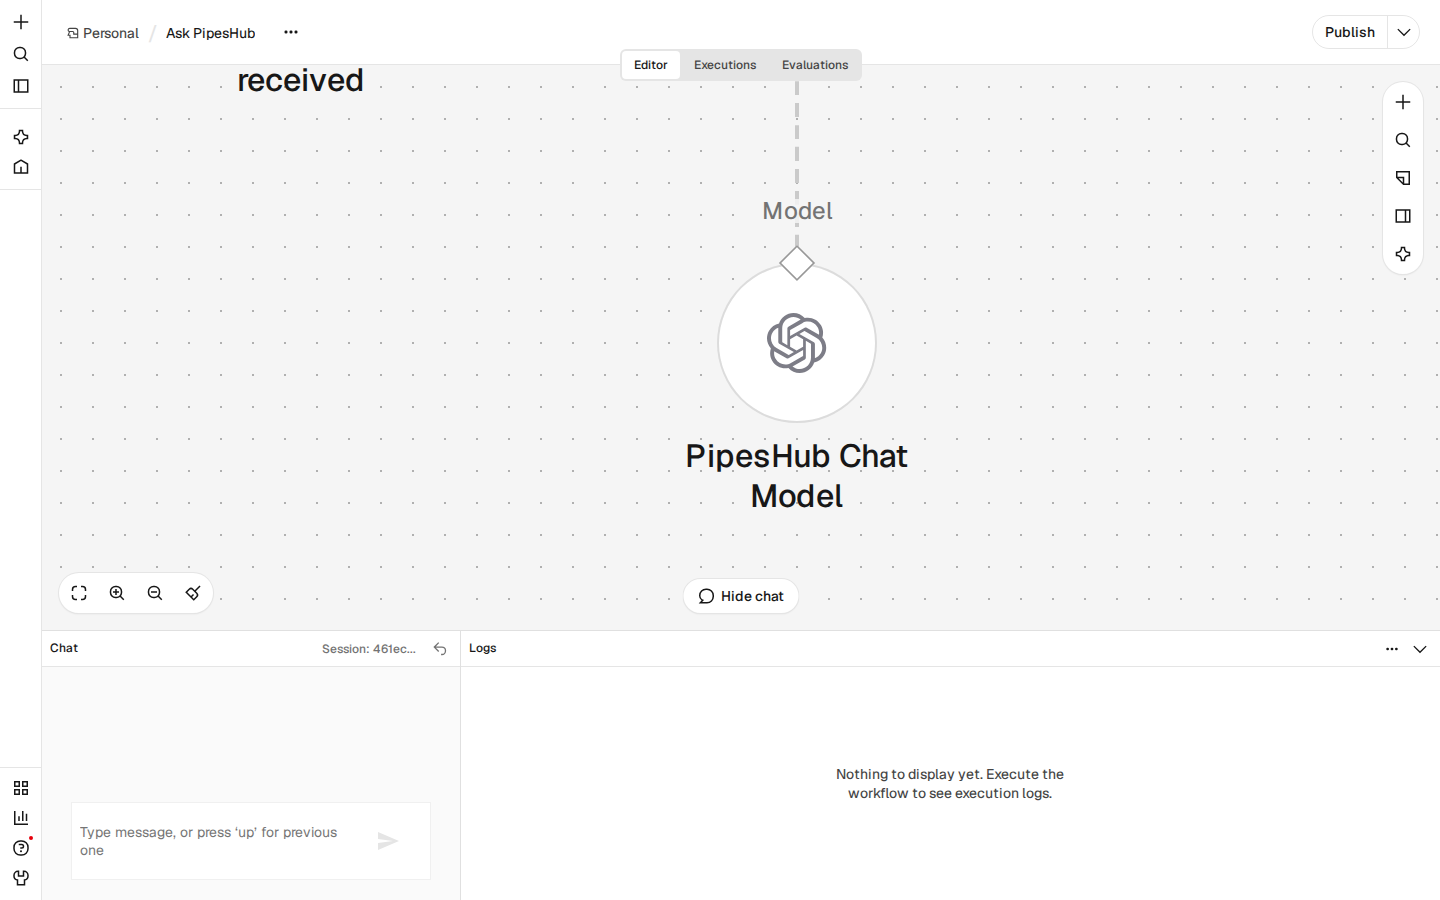 Personal / Ask PipesHub
Publish
Editor
Executions
Evaluations
received
Model
PipesHub Chat
Model
Hide chat
Chat
Session: 461ec...
Logs
Nothing to display yet. Execute the
workflow to see execution logs.
Type message, or press ‘up’ for previous
one